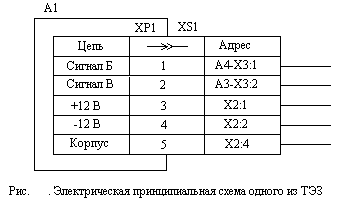 A1
XP1 XS1
Цепь Адрес
Сигнал Б 1 A4-X3:1
Сигнал В 2 A3-X3:2
+12 В 3 X2:1
-12 В 4 X2:2
Корпус 5 X2:4
Рис. . Электрическая принципиальная схема одного из ТЭЗ